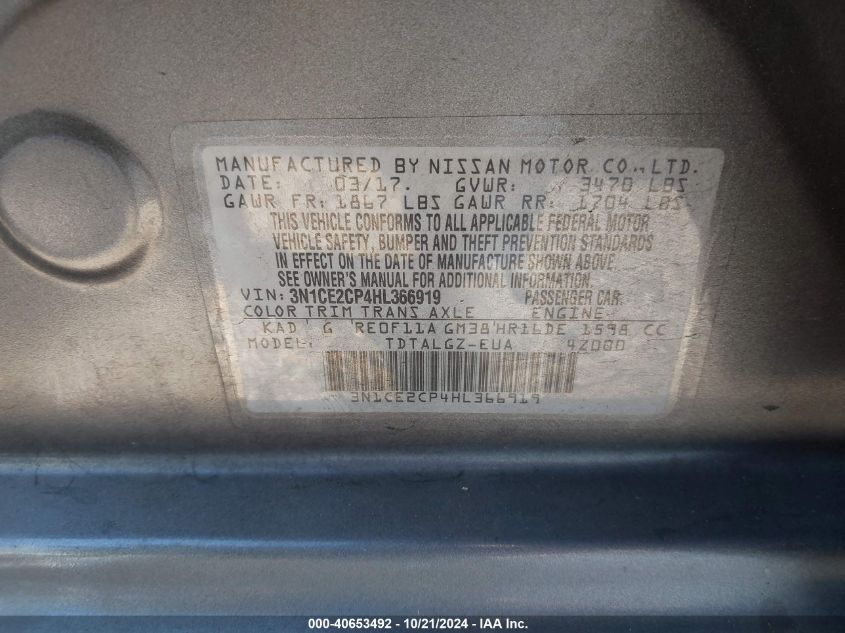 MANUFACTURED BY NISSAN MOTOR CO., LTD.
DATE: 03/17. GVWR: 3470 LBS
GAWR FR: 1867 LBS GAWR RR: 1704 LBS
THIS VEHICLE CONFORMS TO ALL APPLICABLE FEDERAL MOTOR
VEHICLE SAFETY, BUMPER AND THEFT PREVENTION STANDARDS
IN EFFECT ON THE DATE OF MANUFACTURE SHOWN ABOVE.
SEE OWNER'S MANUAL FOR ADDITIONAL INFORMATION.
VIN: 3N1CE2CP4HL366919 PASSENGER CAR
COLOR TRIM TRANS AXLE ENGINE
KAD G RE0F11A GM38 HR16DE 1598 CC
MODEL: TDTALGZ-EUA 4Z000
3N1CE2CP4HL366919
000-40653492 - 10/21/2024 - IAA Inc.